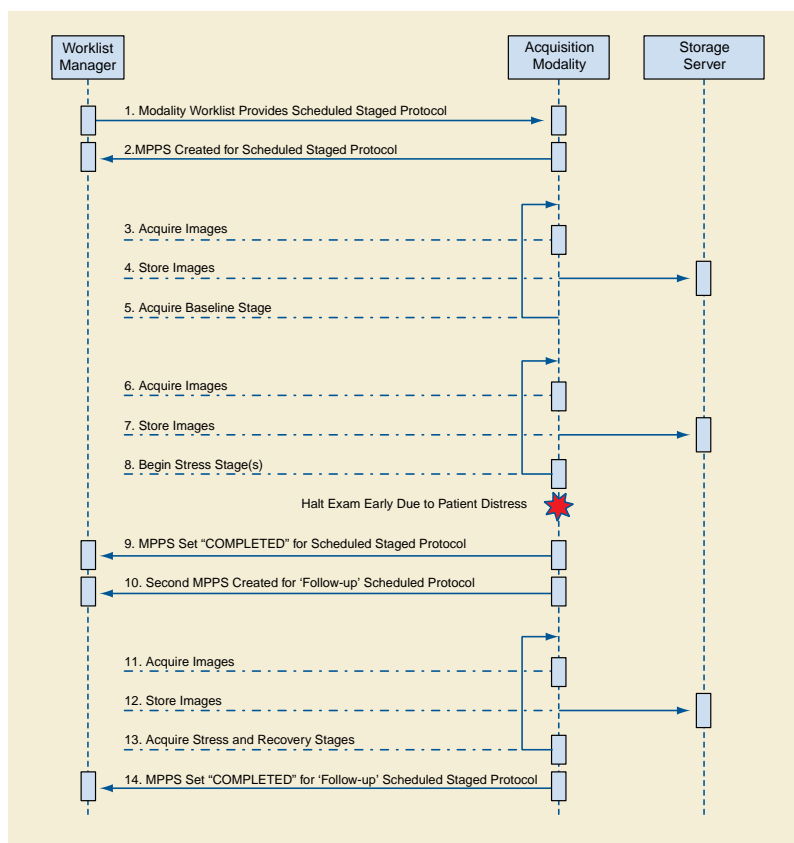 Worklist
Manager
Acquisition
Modality
Storage
Server
1. Modality Worklist Provides Scheduled Staged Protocol
2.MPPS Created for Scheduled Staged Protocol
3. Acquire Images
4. Store Images
5. Acquire Baseline Stage
6. Acquire Images
7. Store Images
8. Begin Stress Stage(s)
Halt Exam Early Due to Patient Distress
9. MPPS Set “COMPLETED” for Scheduled Staged Protocol
10. Second MPPS Created for ‘Follow-up’ Scheduled Protocol
11. Acquire Images
12. Store Images
13. Acquire Stress and Recovery Stages
14. MPPS Set “COMPLETED” for ‘Follow-up’ Scheduled Staged Protocol